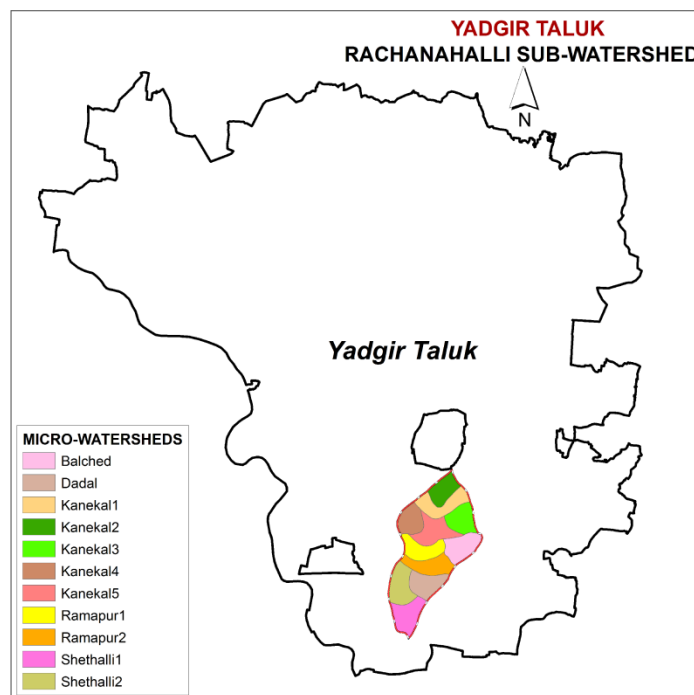 YADGIR TALUK
RACHANAHALLI SUB-WATERSHED
N
Yadgir Taluk
MICRO-WATERSHEDS
Balched
Dadal
Kanekal1
Kanekal2
Kanekal3
Kanekal4
Kanekal5
Ramapur1
Ramapur2
Shethalli1
Shethalli2